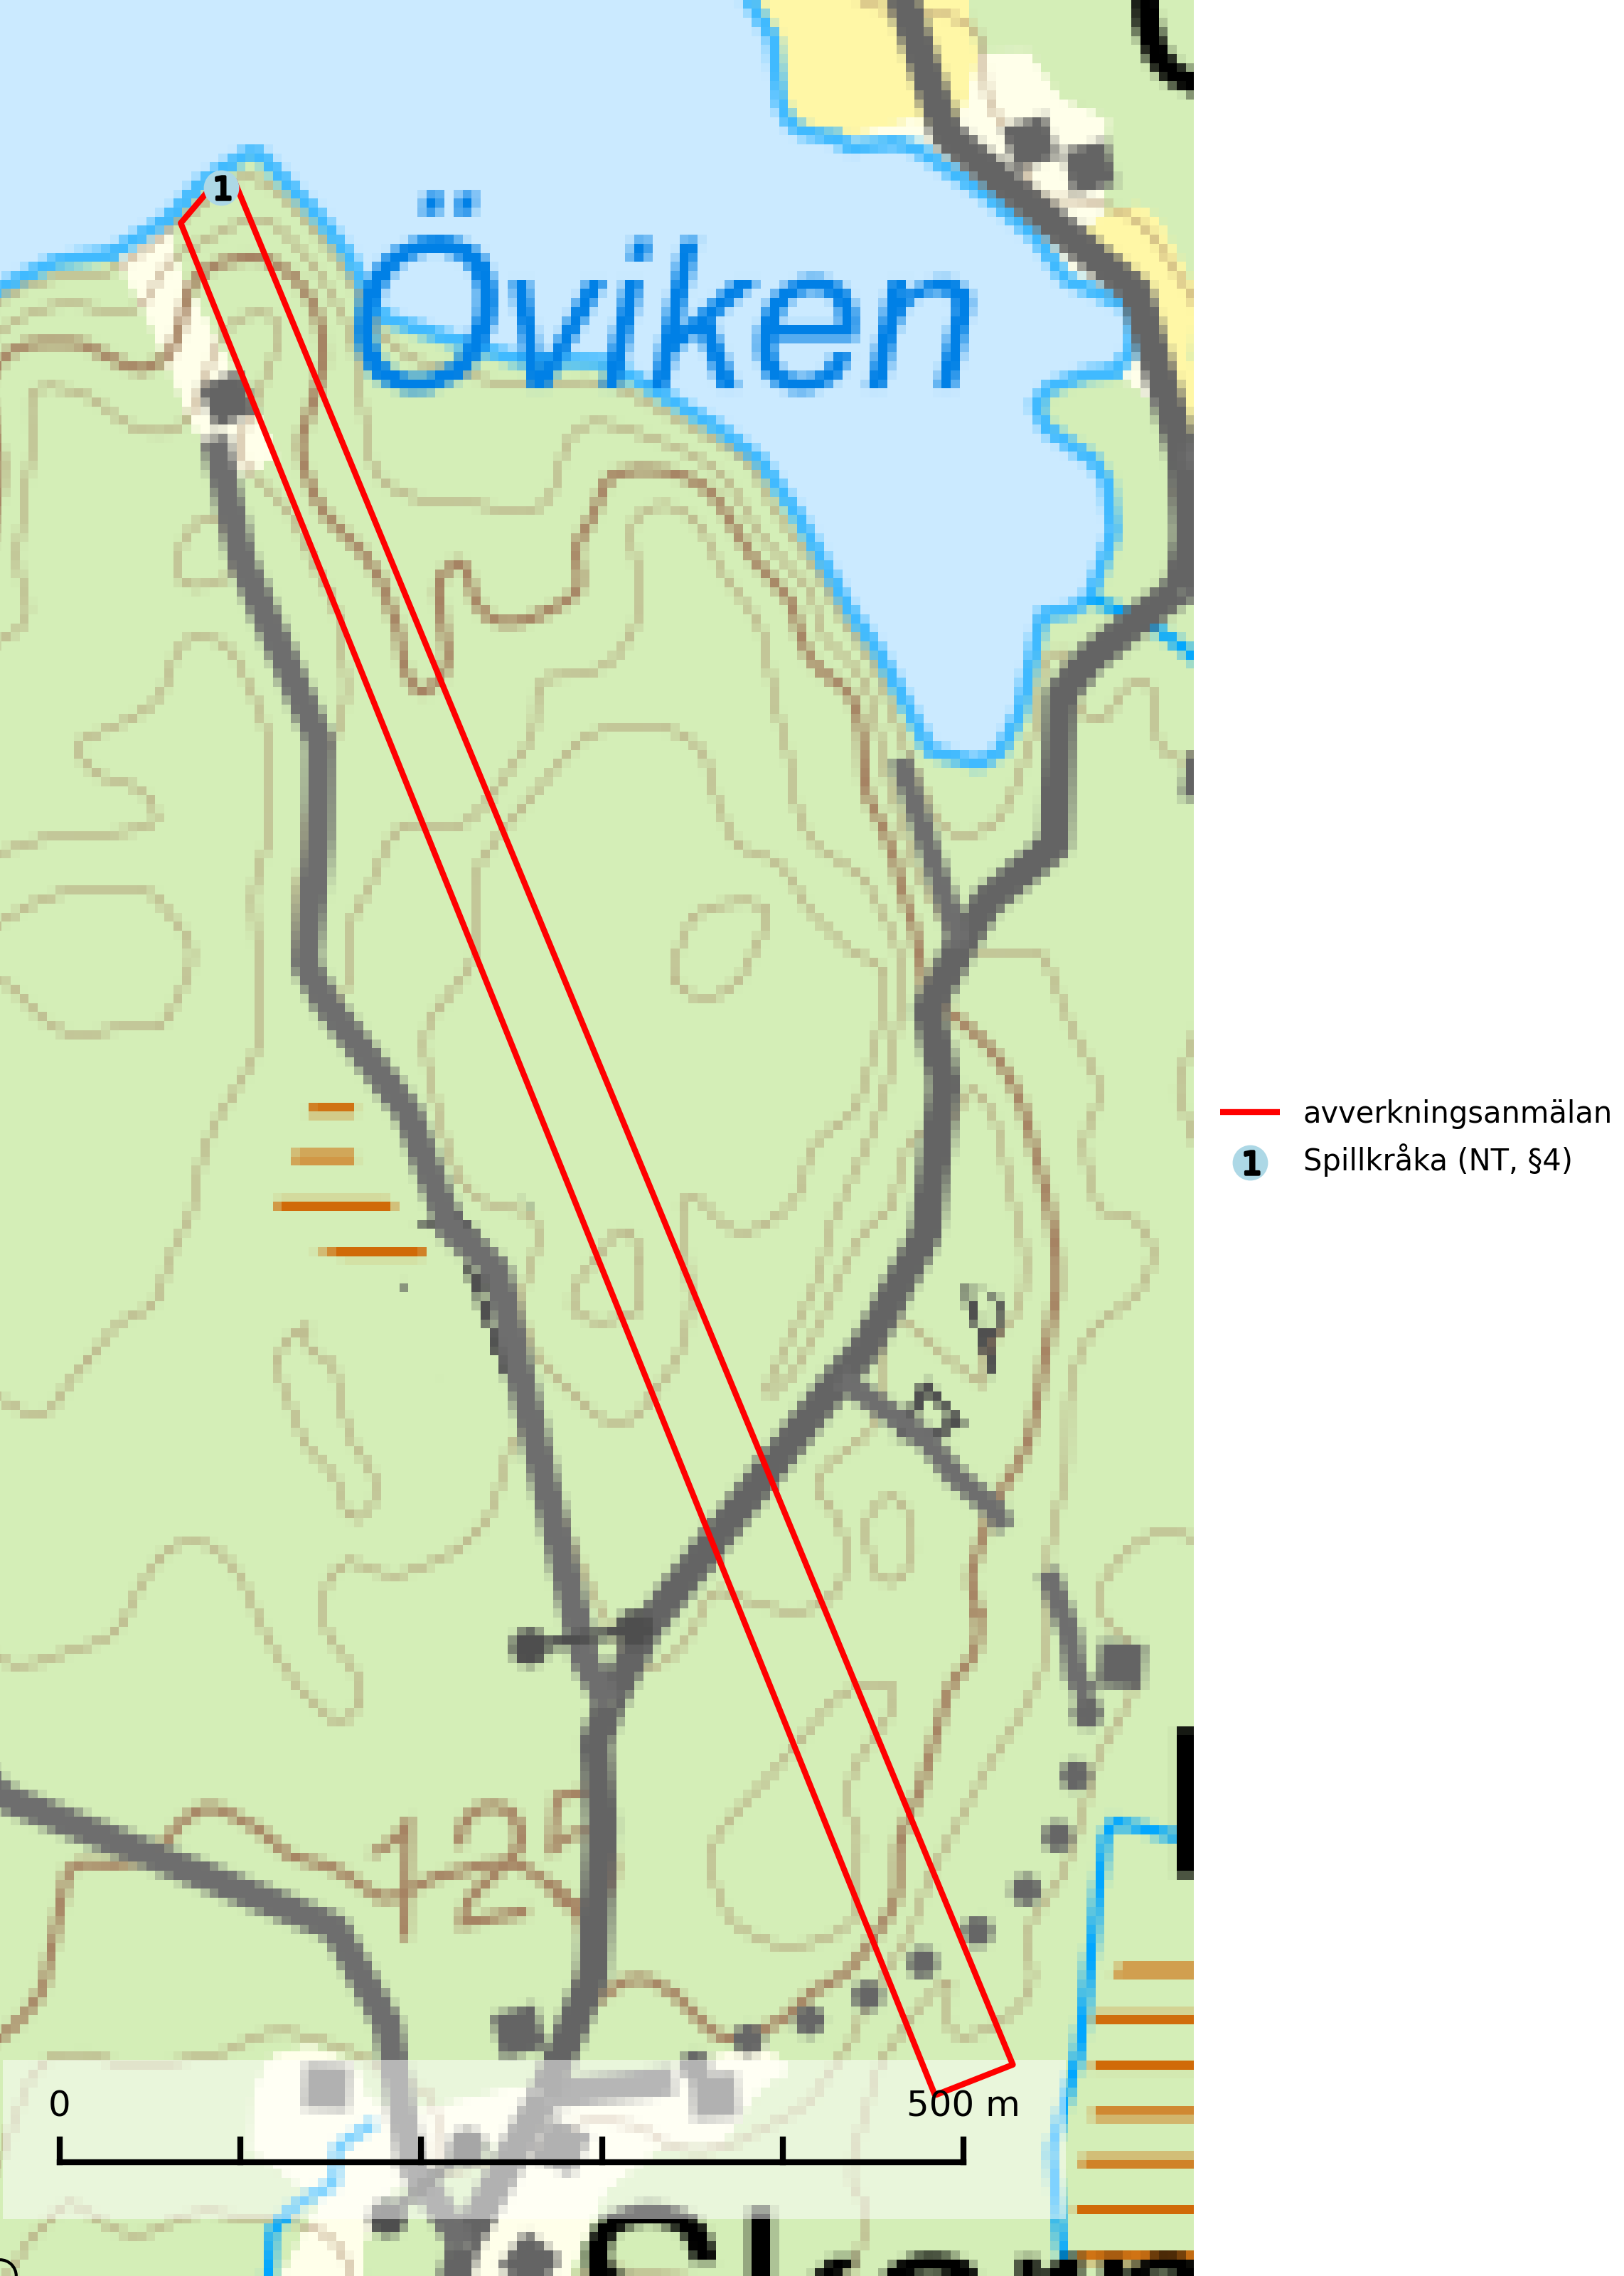 1
Öviken
avverkningsanmälan
1 Spillkråka (NT, §4)
125
0 500 m